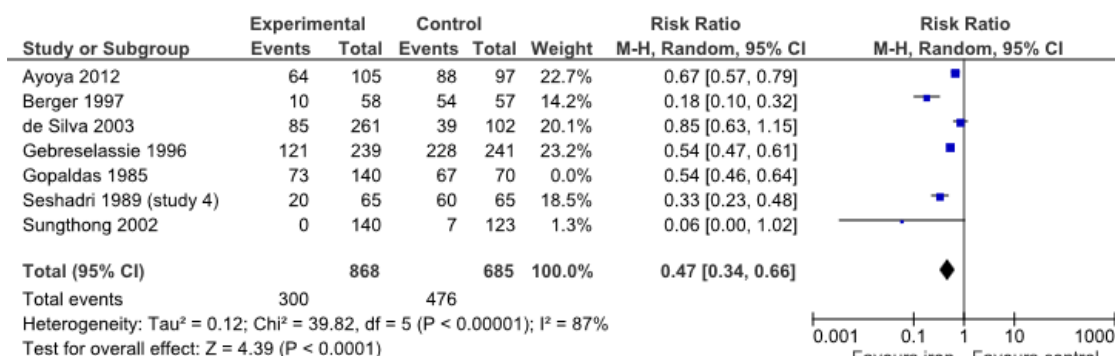 Experimental Control Risk Ratio Risk Ratio
Study or Subgroup Events Total Events Total Weight M-H, Random, 95% CI M-H, Random, 95% CI
Ayoya 2012 64 105 88 97 22.7% 0.67 [0.57, 0.79]
Berger 1997 10 58 54 57 14.2% 0.18 [0.10, 0.32]
de Silva 2003 85 261 39 102 20.1% 0.85 [0.63, 1.15]
Gebreselassie 1996 121 239 228 241 23.2% 0.54 [0.47, 0.61]
Gopaldas 1985 73 140 67 70 0.0% 0.54 [0.46, 0.64]
Seshadri 1989 (study 4) 20 65 60 65 18.5% 0.33 [0.23, 0.48]
Sungthong 2002 0 140 7 123 1.3% 0.06 [0.00, 1.02]
Total (95% CI) 868 685 100.0% 0.47 [0.34, 0.66]
Total events 300 476
Heterogeneity: Tau² = 0.12; Chi² = 39.82, df = 5 (P < 0.00001); I² = 87%
Test for overall effect: Z = 4.39 (P < 0.0001)
0.001 0.1 1 10 1000
Favours iron Favours control